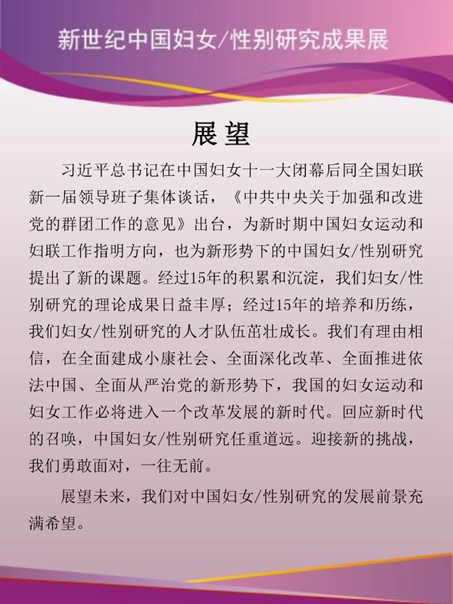 新世纪中国妇女/性别研究成果展
展望
习近平总书记在中国妇女十一大闭幕后同全国妇联
新一届领导班子集体谈话，《中共中央关于加强和改进
党的群团工作的意见》出台，为新时期中国妇女运动和
妇联工作指明方向，也为新形势下的中国妇女/性别研究
提出了新的课题。经过15年的积累和沉淀，我们妇女/性
别研究的理论成果日益丰厚；经过15年的培养和历练，
我们妇女/性别研究的人才队伍茁壮成长。我们有理由相
信，在全面建成小康社会、全面深化改革、全面推进依
法中国、全面从严治党的新形势下，我国的妇女运动和
妇女工作必将进入一个改革发展的新时代。回应新时代
的召唤，中国妇女/性别研究任重道远。迎接新的挑战，
我们勇敢面对，一往无前。
展望未来，我们对中国妇女/性别研究的发展前景充
满希望。